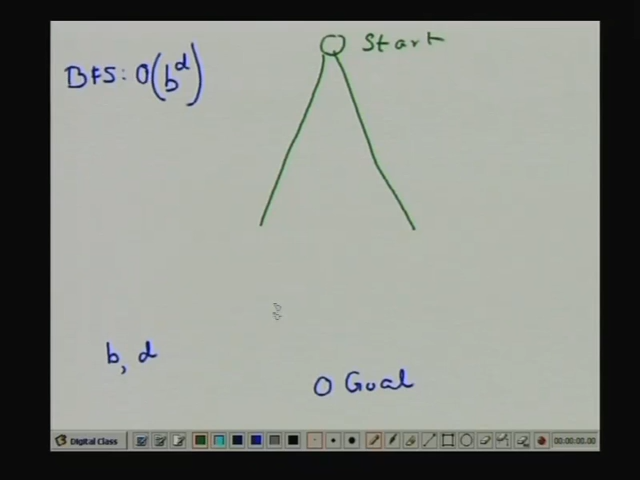 Start
BFS: O(b^d)
b, d
O Goal
Digital Class
00:00:00.00